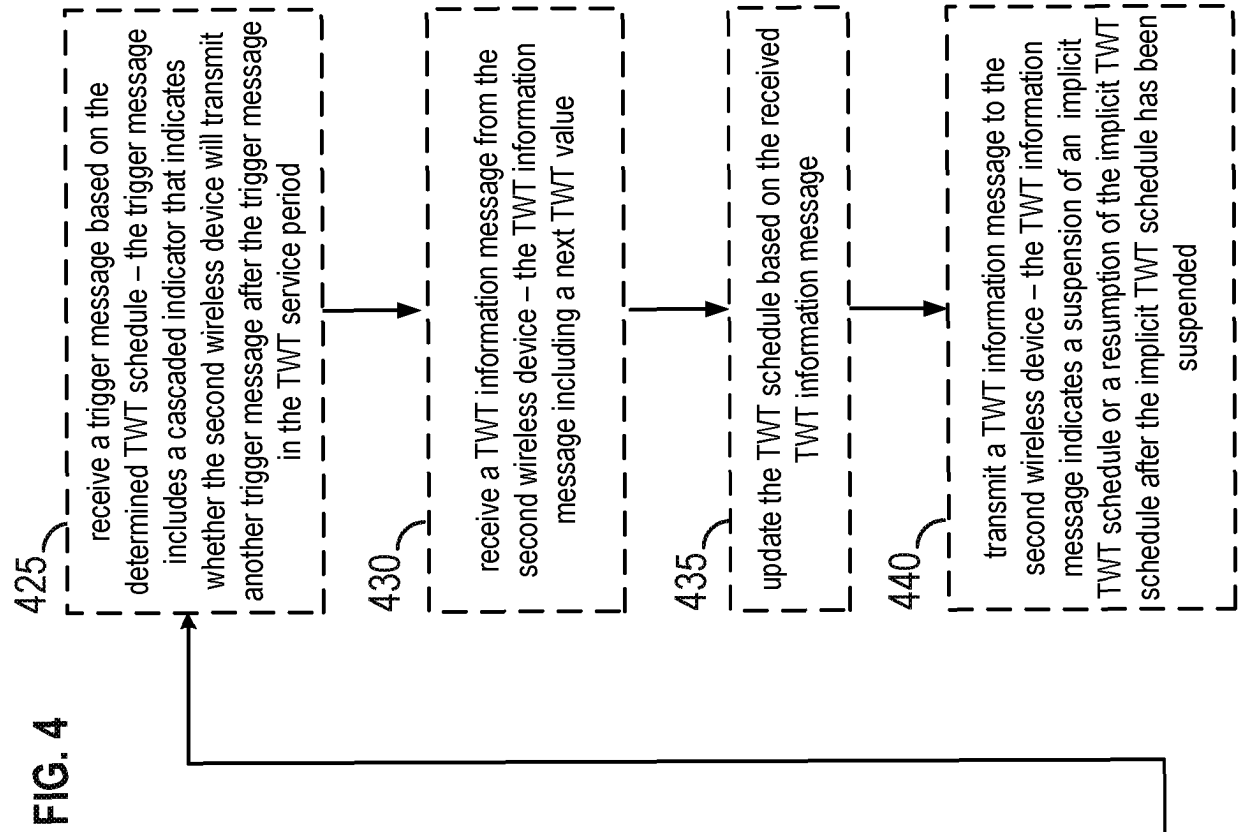 FIG. 4
425
receive a trigger message based on the
determined TWT schedule – the trigger message
includes a cascaded indicator that indicates
whether the second wireless device will transmit
another trigger message after the trigger message
in the TWT service period
430
receive a TWT information message from the
second wireless device – the TWT information
message including a next TWT value
435
update the TWT schedule based on the received
TWT information message
440
transmit a TWT information message to the
second wireless device – the TWT information
message indicates a suspension of an implicit
TWT schedule or a resumption of the implicit TWT
schedule after the implicit TWT schedule has been
suspended